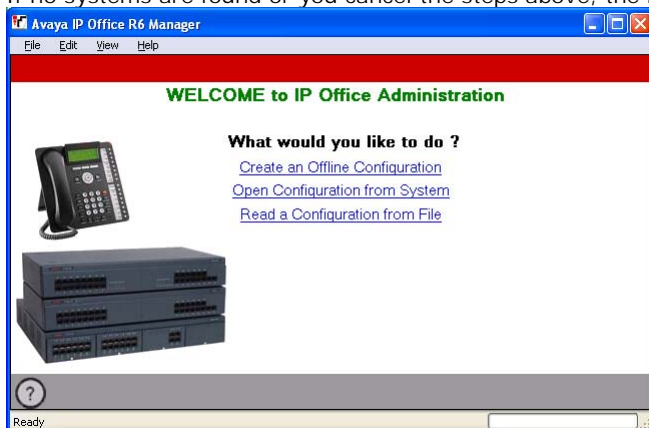 If no systems are found or you cancel the steps above, the
Avaya IP Office R6 Manager
File Edit View Help
WELCOME to IP Office Administration
What would you like to do ?
Create an Offline Configuration
Open Configuration from System
Read a Configuration from File
?
Ready